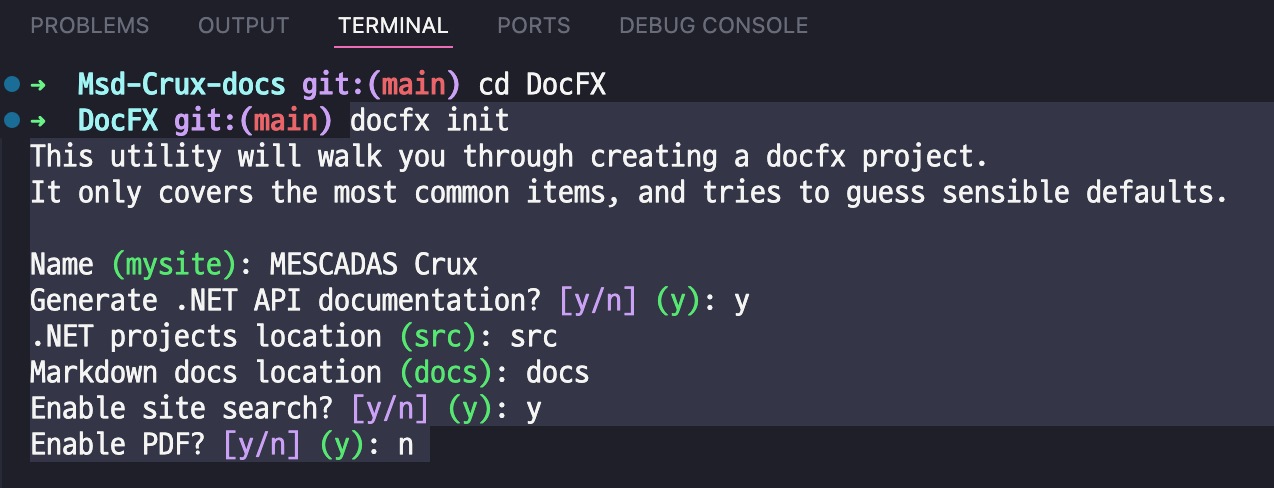 PROBLEMS OUTPUT TERMINAL PORTS DEBUG CONSOLE
➜ Msd-Crux-docs git:(main) cd DocFX
➜ DocFX git:(main) docfx init
This utility will walk you through creating a docfx project.
It only covers the most common items, and tries to guess sensible defaults.
Name (mysite): MESCADAS Crux
Generate .NET API documentation? [y/n] (y): y
.NET projects location (src): src
Markdown docs location (docs): docs
Enable site search? [y/n] (y): y
Enable PDF? [y/n] (y): n